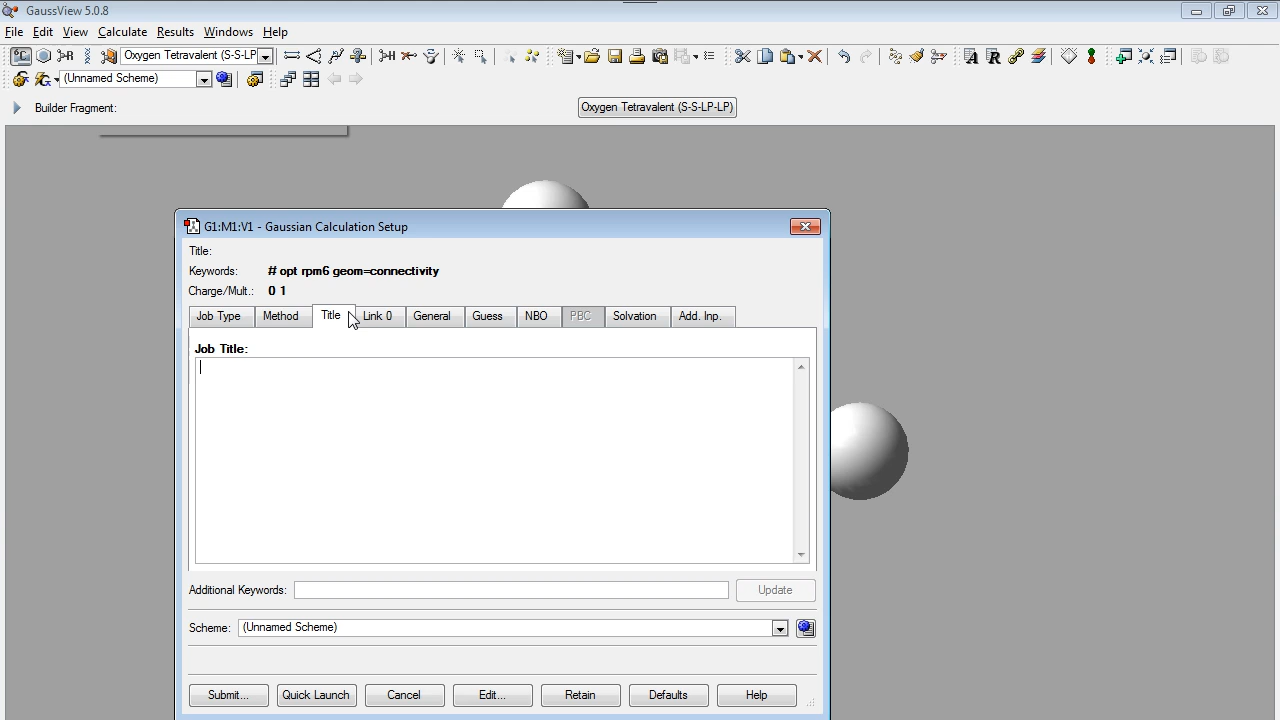 GaussView 5.0.8
File Edit View Calculate Results Windows Help
Oxygen Tetravalent (S-S-LP
(Unnamed Scheme)
Builder Fragment:
Oxygen Tetravalent (S-S-LP-LP)
G1:M1:V1 - Gaussian Calculation Setup
Title:
Keywords: # opt rpm6 geom=connectivity
Charge/Mult.: 0 1
Job Type Method Title Link 0 General Guess NBO PBC Solvation Add. Inp.
Job Title:
Additional Keywords: Update
Scheme: (Unnamed Scheme)
Submit... Quick Launch Cancel Edit... Retain Defaults Help